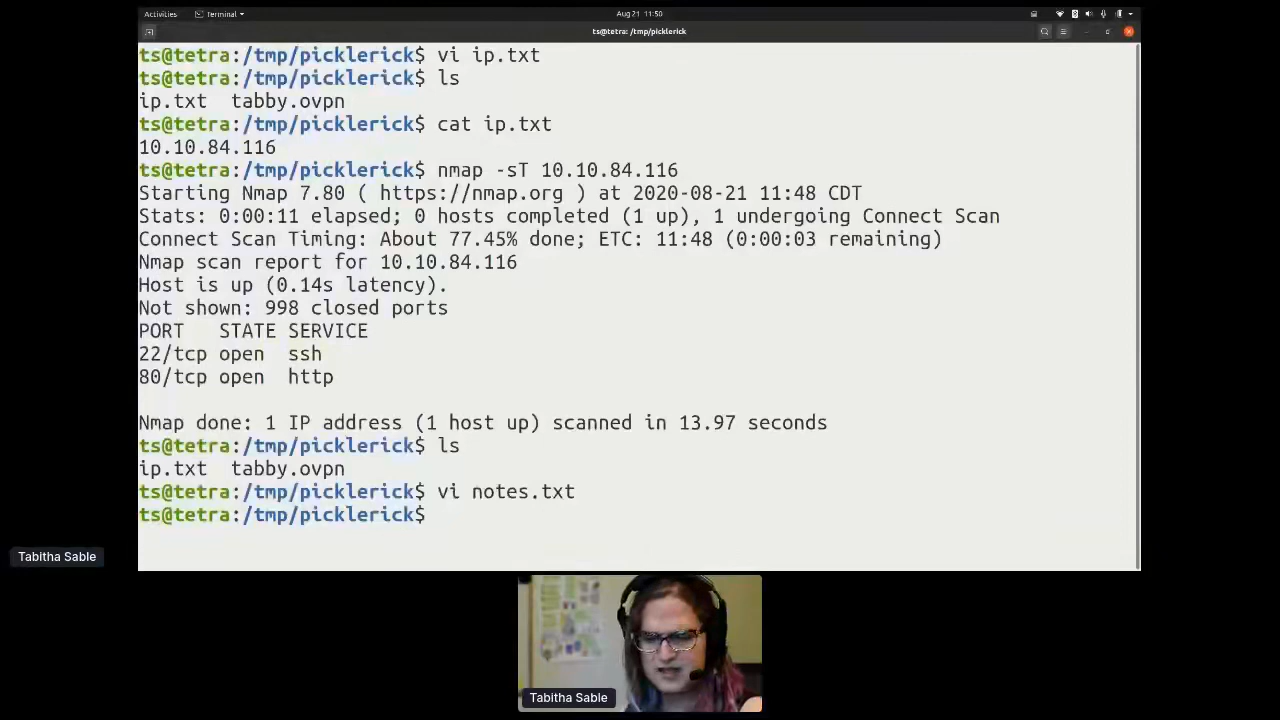 Activities
Terminal
Aug 21 11:50
ts@tetra: /tmp/picklerick
ts@tetra:/tmp/picklerick$ vi ip.txt
ts@tetra:/tmp/picklerick$ ls
ip.txt  tabby.ovpn
ts@tetra:/tmp/picklerick$ cat ip.txt
10.10.84.116
ts@tetra:/tmp/picklerick$ nmap -sT 10.10.84.116
Starting Nmap 7.80 ( https://nmap.org ) at 2020-08-21 11:48 CDT
Stats: 0:00:11 elapsed; 0 hosts completed (1 up), 1 undergoing Connect Scan
Connect Scan Timing: About 77.45% done; ETC: 11:48 (0:00:03 remaining)
Nmap scan report for 10.10.84.116
Host is up (0.14s latency).
Not shown: 998 closed ports
PORT   STATE SERVICE
22/tcp open  ssh
80/tcp open  http
Nmap done: 1 IP address (1 host up) scanned in 13.97 seconds
ts@tetra:/tmp/picklerick$ ls
ip.txt  tabby.ovpn
ts@tetra:/tmp/picklerick$ vi notes.txt
ts@tetra:/tmp/picklerick$
Tabitha Sable
Tabitha Sable